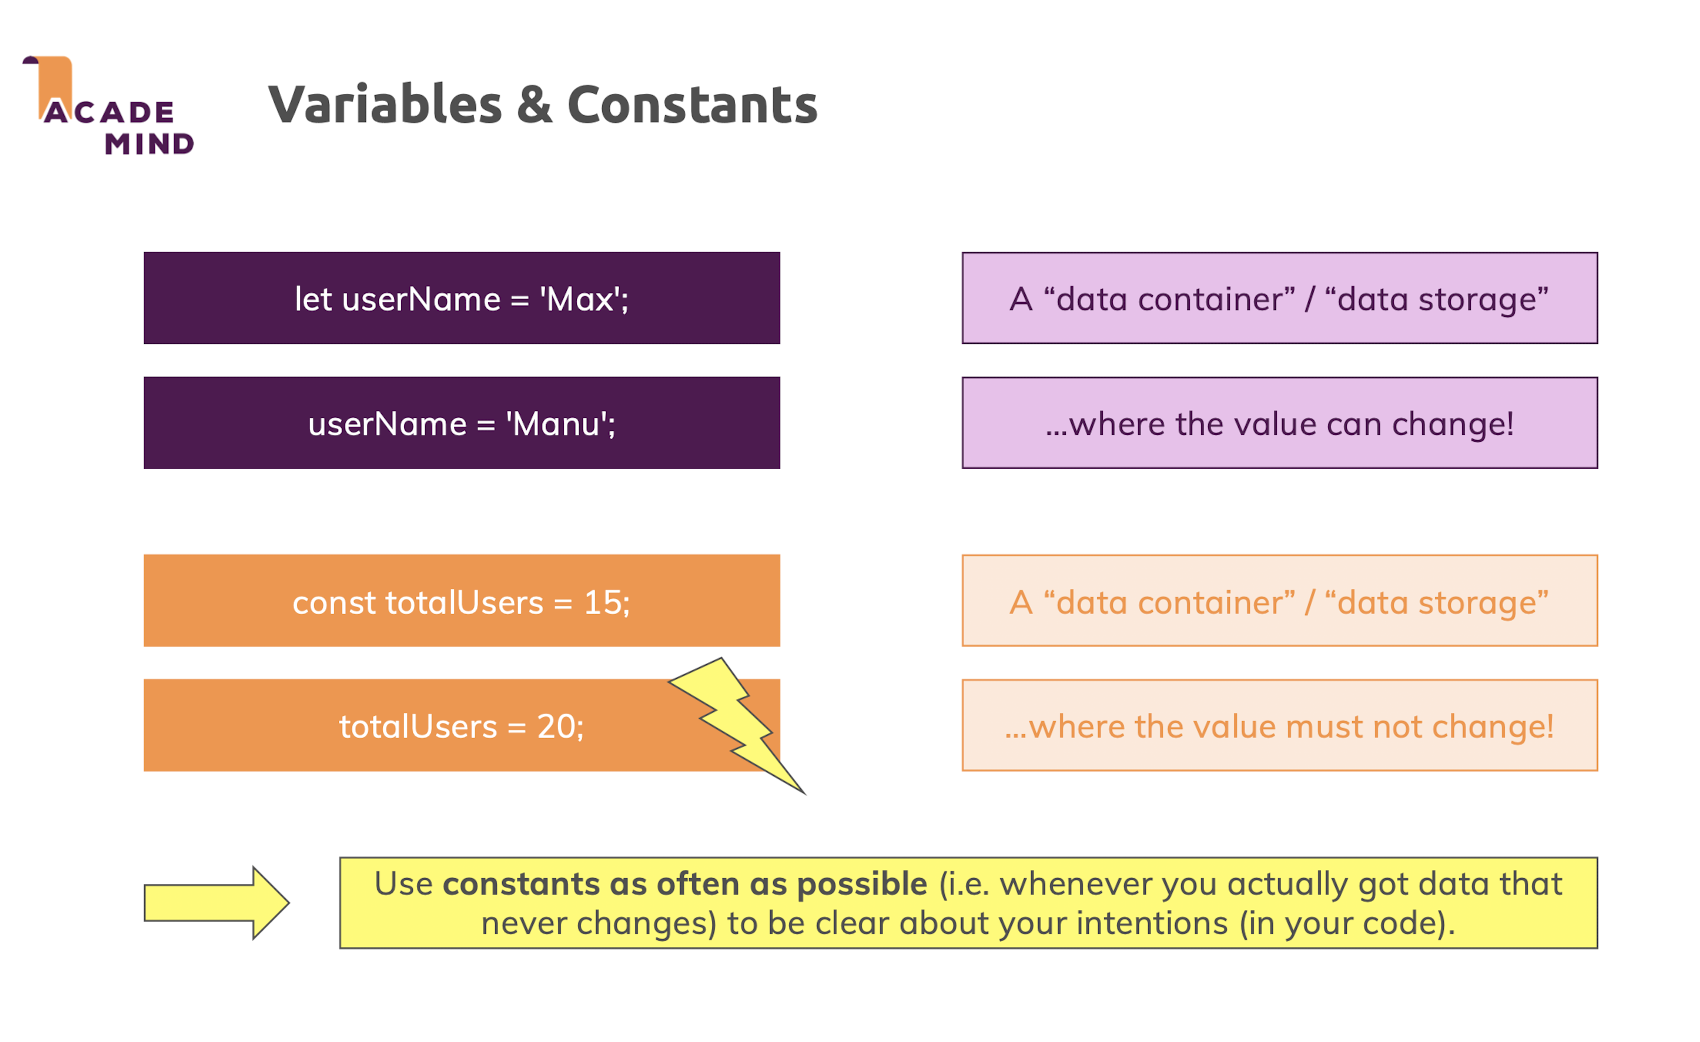 ACADE
MIND
Variables & Constants
let userName = 'Max';
A “data container” / “data storage”
userName = 'Manu';
...where the value can change!
const totalUsers = 15;
A “data container” / “data storage”
totalUsers = 20;
...where the value must not change!
Use constants as often as possible (i.e. whenever you actually got data that
never changes) to be clear about your intentions (in your code).